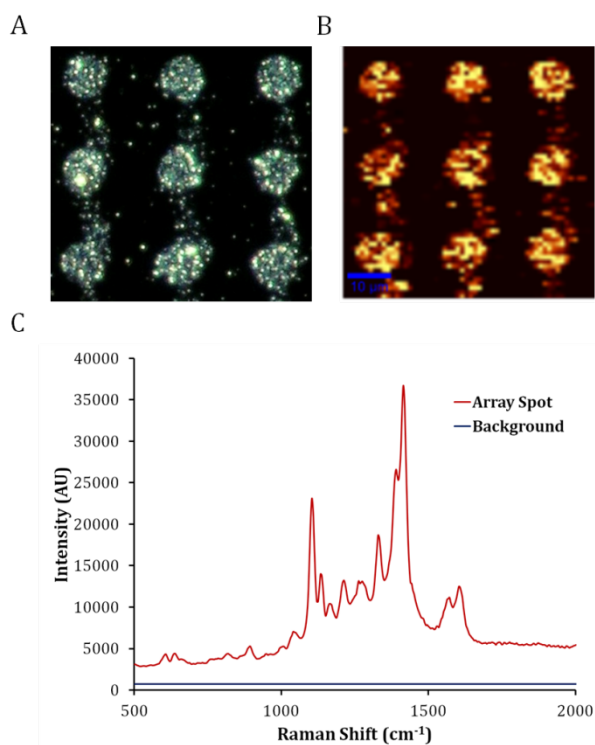 A
B
10 µm
C
40000
35000
30000
25000
20000
15000
10000
5000
0
Intensity (AU)
Array Spot
Background
500
1000
1500
2000
Raman Shift (cm⁻¹)